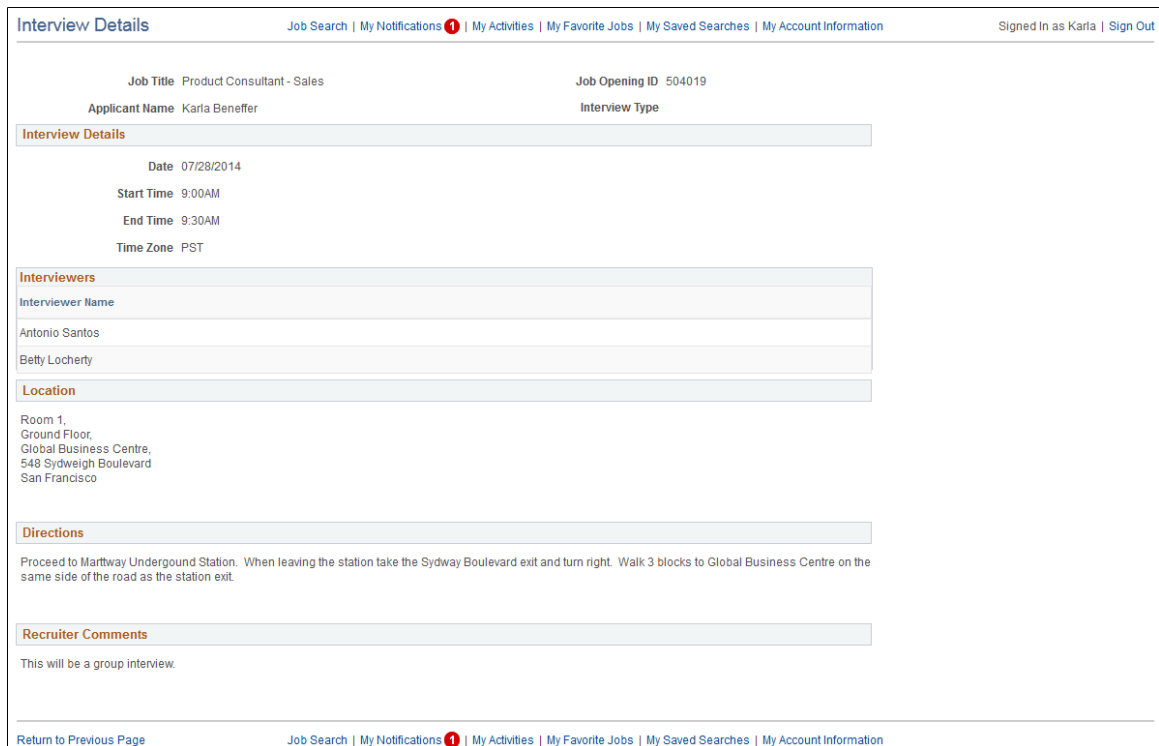 Interview Details
Job Search | My Notifications 1 | My Activities | My Favorite Jobs | My Saved Searches | My Account Information
Signed In as Karla | Sign Out
Job Title Product Consultant - Sales
Job Opening ID 504019
Applicant Name Karla Beneffer
Interview Type
Interview Details
Date 07/28/2014
Start Time 9:00AM
End Time 9:30AM
Time Zone PST
Interviewers
Interviewer Name
Antonio Santos
Betty Locherty
Location
Room 1,
Ground Floor,
Global Business Centre,
548 Sydweigh Boulevard
San Francisco
Directions
Proceed to Marttway Undergound Station. When leaving the station take the Sydway Boulevard exit and turn right. Walk 3 blocks to Global Business Centre on the
same side of the road as the station exit.
Recruiter Comments
This will be a group interview.
Return to Previous Page
Job Search | My Notifications 1 | My Activities | My Favorite Jobs | My Saved Searches | My Account Information